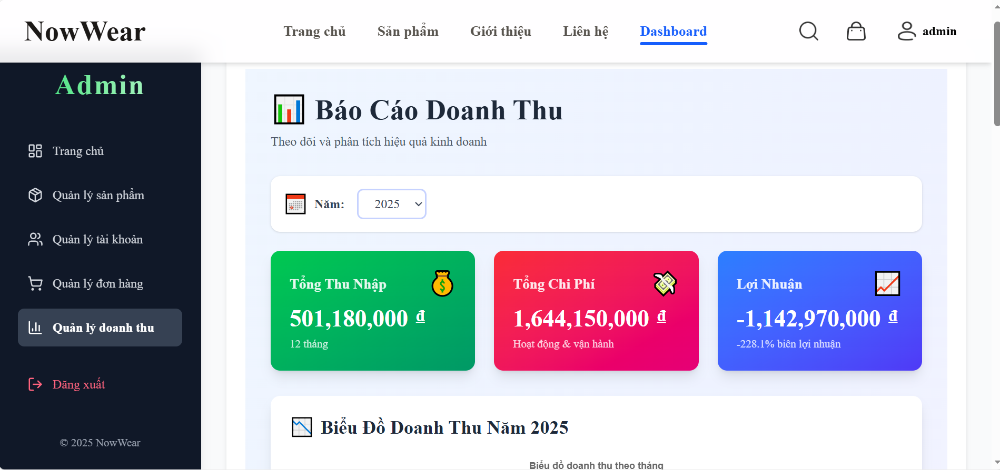 NowWear
Trang chủ
Sản phẩm
Giới thiệu
Liên hệ
Dashboard
admin
Admin
Trang chủ
Quản lý sản phẩm
Quản lý tài khoản
Quản lý đơn hàng
Quản lý doanh thu
Đăng xuất
© 2025 NowWear
Báo Cáo Doanh Thu
Theo dõi và phân tích hiệu quả kinh doanh
Năm:
2025
Tổng Thu Nhập
501,180,000 ₫
12 tháng
Tổng Chi Phí
1,644,150,000 ₫
Hoạt động & vận hành
Lợi Nhuận
-1,142,970,000 ₫
-228.1% biên lợi nhuận
Biểu Đồ Doanh Thu Năm 2025
Biểu đồ doanh thu theo tháng